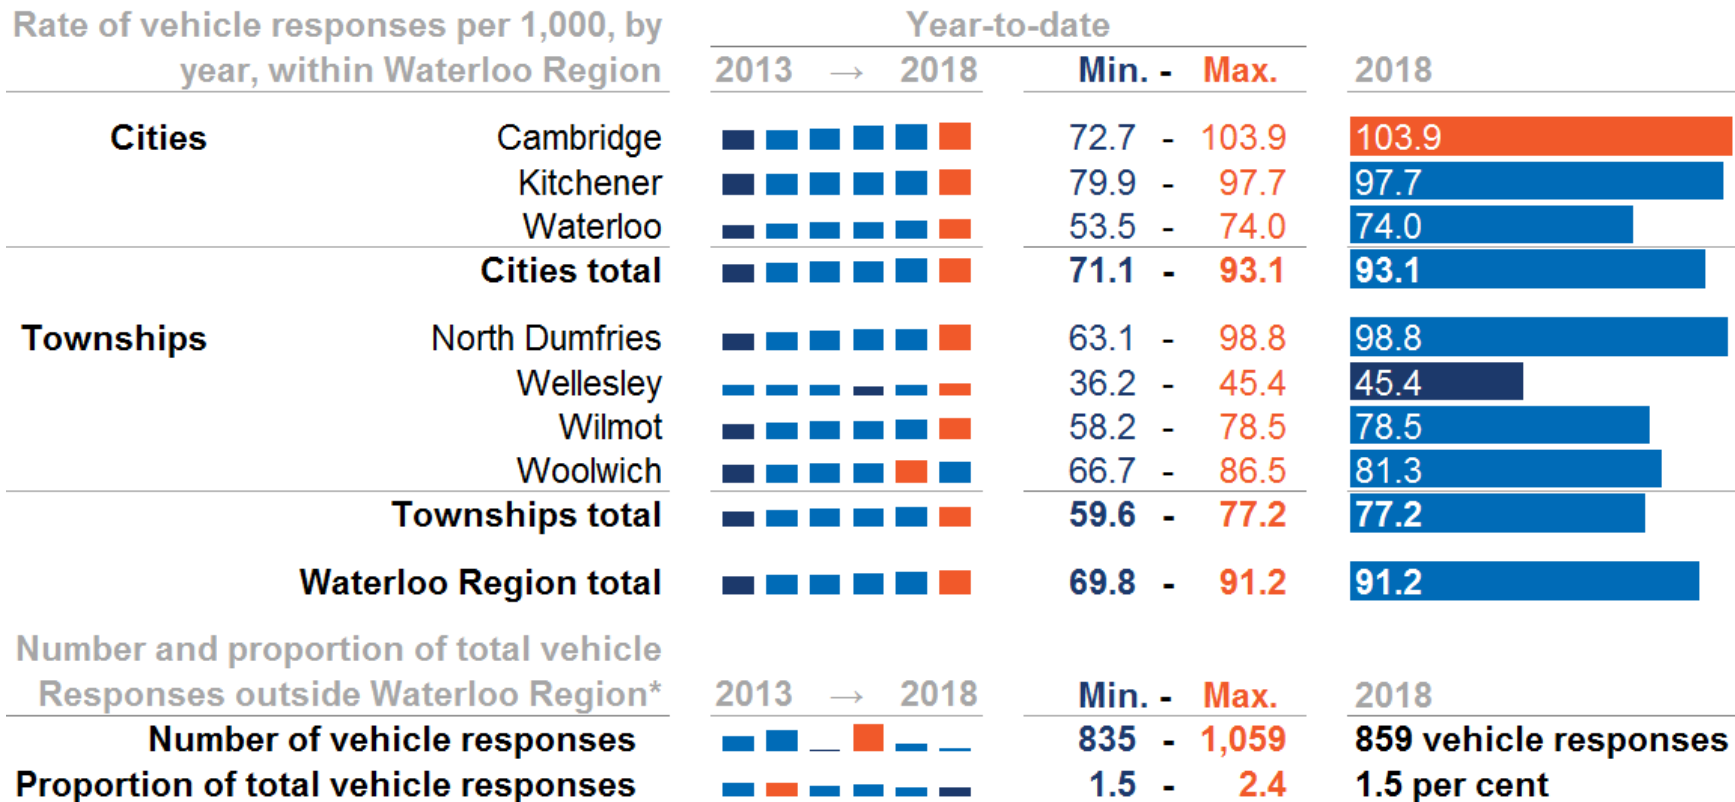 Rate of vehicle responses per 1,000, by year, within Waterloo Region
Year-to-date
2013 → 2018 Min. - Max. 2018
Cities Cambridge 72.7 - 103.9 103.9
Kitchener 79.9 - 97.7 97.7
Waterloo 53.5 - 74.0 74.0
Cities total 71.1 - 93.1 93.1
Townships North Dumfries 63.1 - 98.8 98.8
Wellesley 36.2 - 45.4 45.4
Wilmot 58.2 - 78.5 78.5
Woolwich 66.7 - 86.5 81.3
Townships total 59.6 - 77.2 77.2
Waterloo Region total 69.8 - 91.2 91.2
Number and proportion of total vehicle
Responses outside Waterloo Region* 2013 → 2018 Min. - Max. 2018
Number of vehicle responses 835 - 1,059 859 vehicle responses
Proportion of total vehicle responses 1.5 - 2.4 1.5 per cent